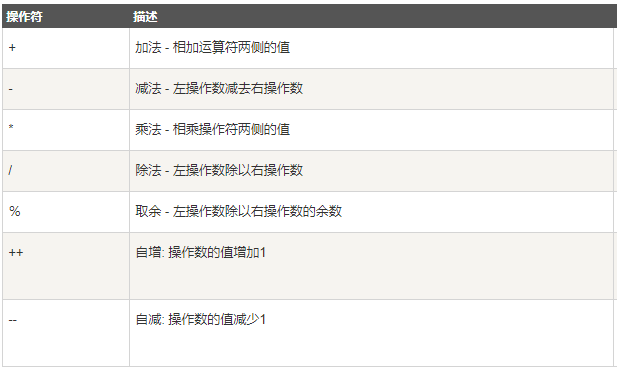 操作符 描述
+ 加法 - 相加运算符两侧的值
- 减法 - 左操作数减去右操作数
* 乘法 - 相乘操作符两侧的值
/ 除法 - 左操作数除以右操作数
% 取余 - 左操作数除以右操作数的余数
++ 自增: 操作数的值增加1
-- 自减: 操作数的值减少1